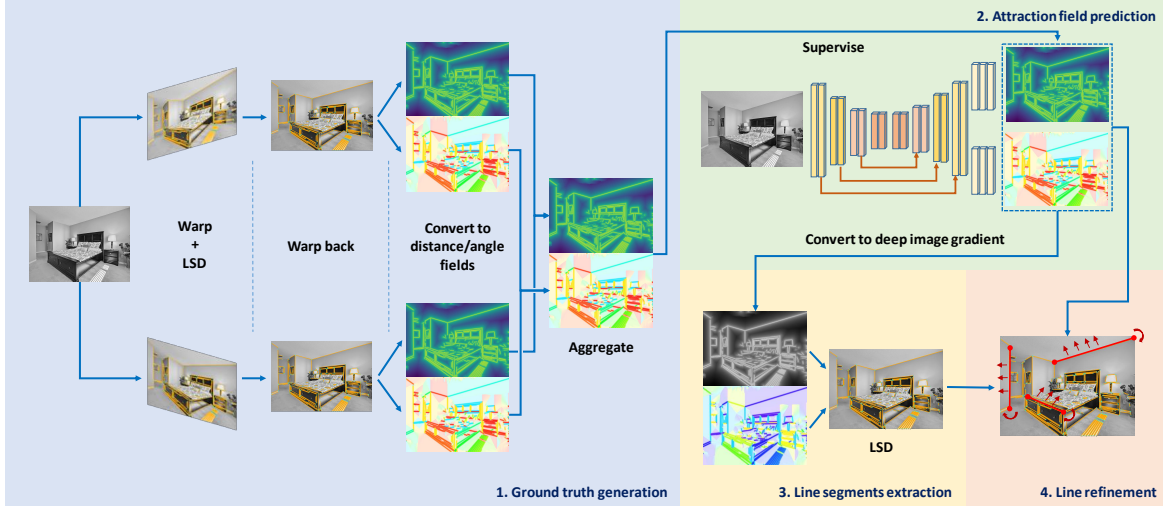 2. Attraction field prediction
Supervise
Warp
+
LSD
Warp back
Convert to
distance/angle
fields
Convert to deep image gradient
Aggregate
LSD
1. Ground truth generation
3. Line segments extraction
4. Line refinement